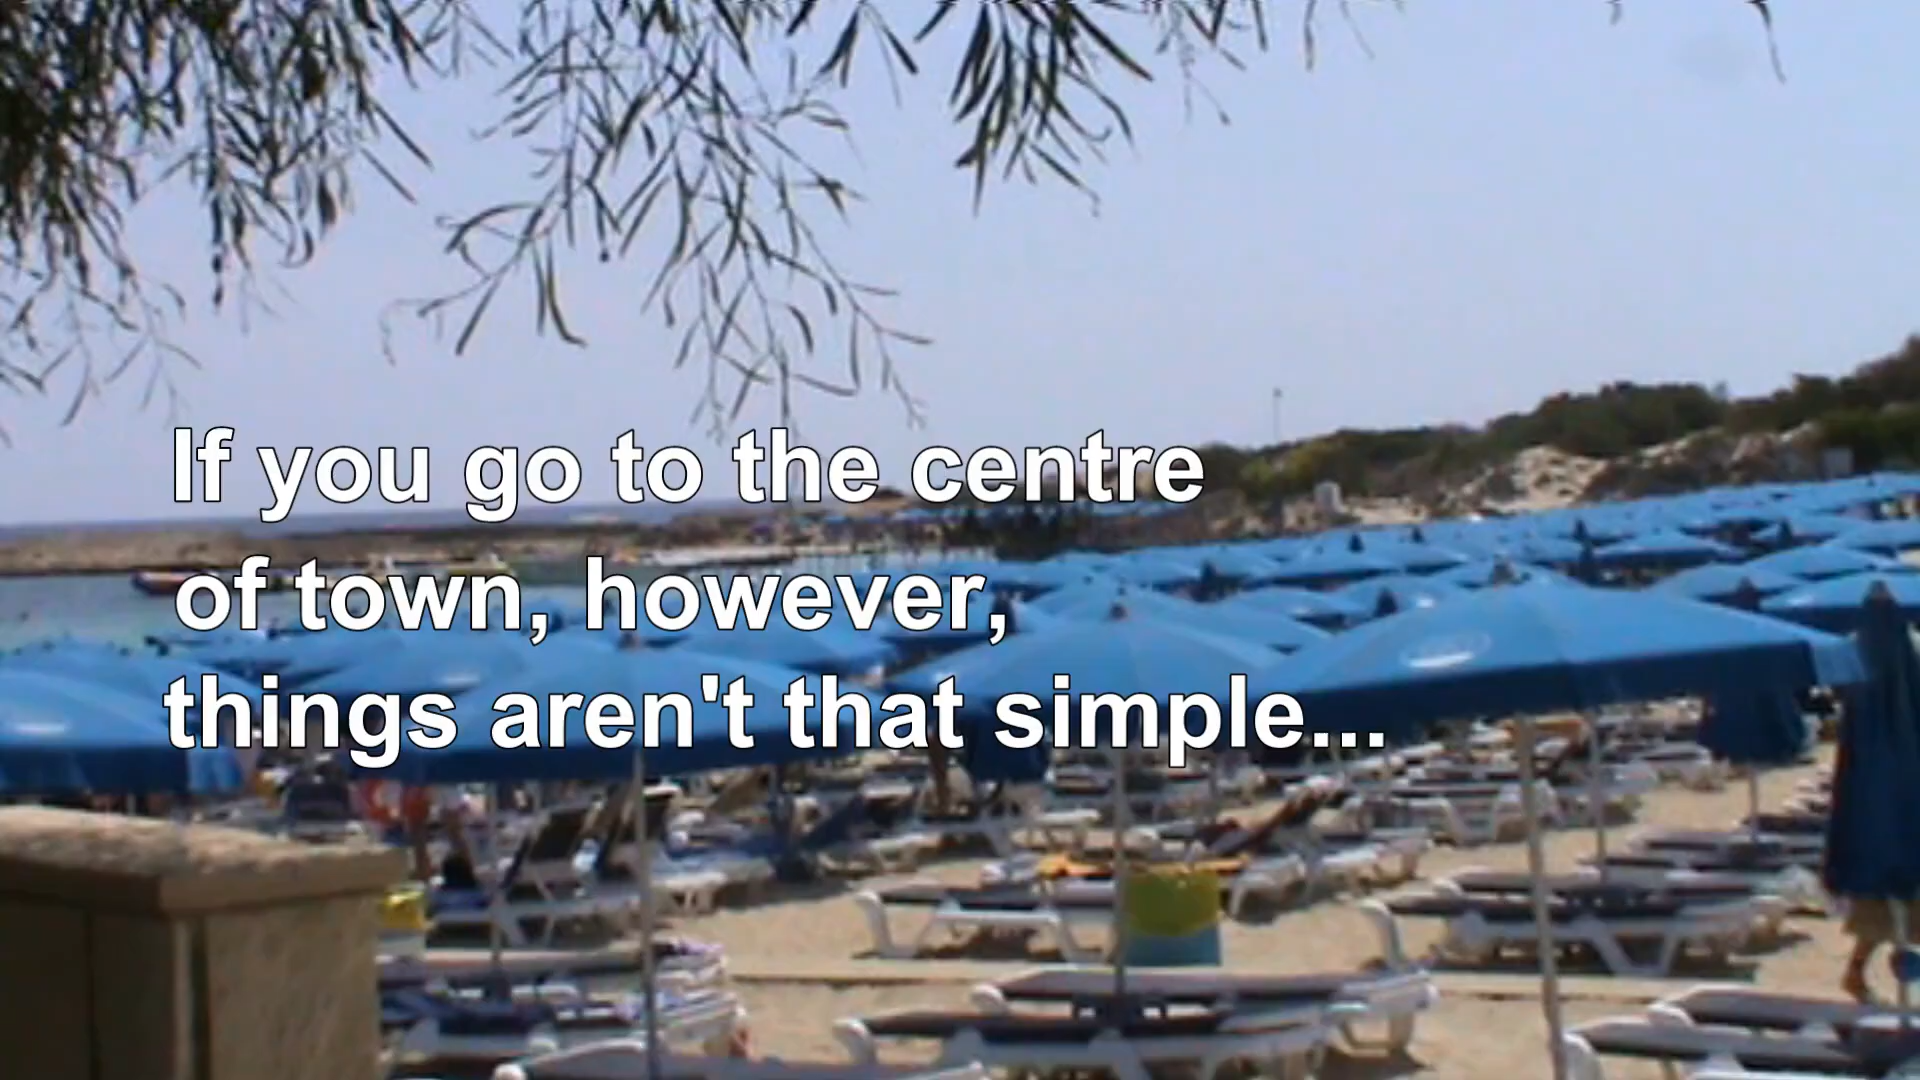 If you go to the centre
of town, however,
things aren't that simple...